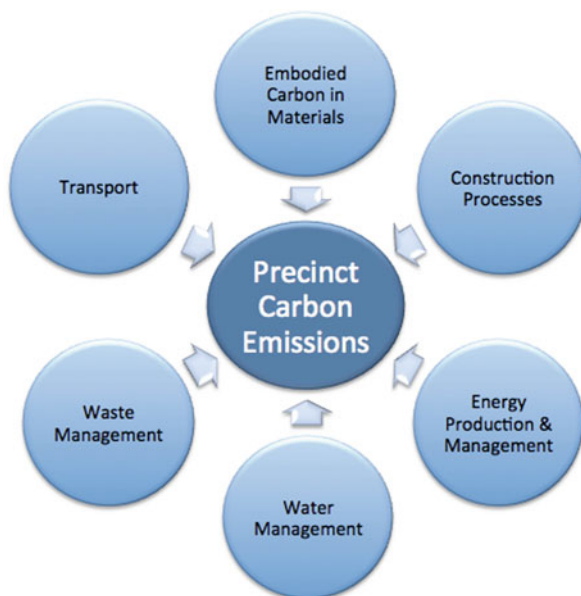 Embodied
Carbon in
Materials
Transport
Construction
Processes
Precinct
Carbon
Emissions
Waste
Management
Energy
Production &
Management
Water
Management